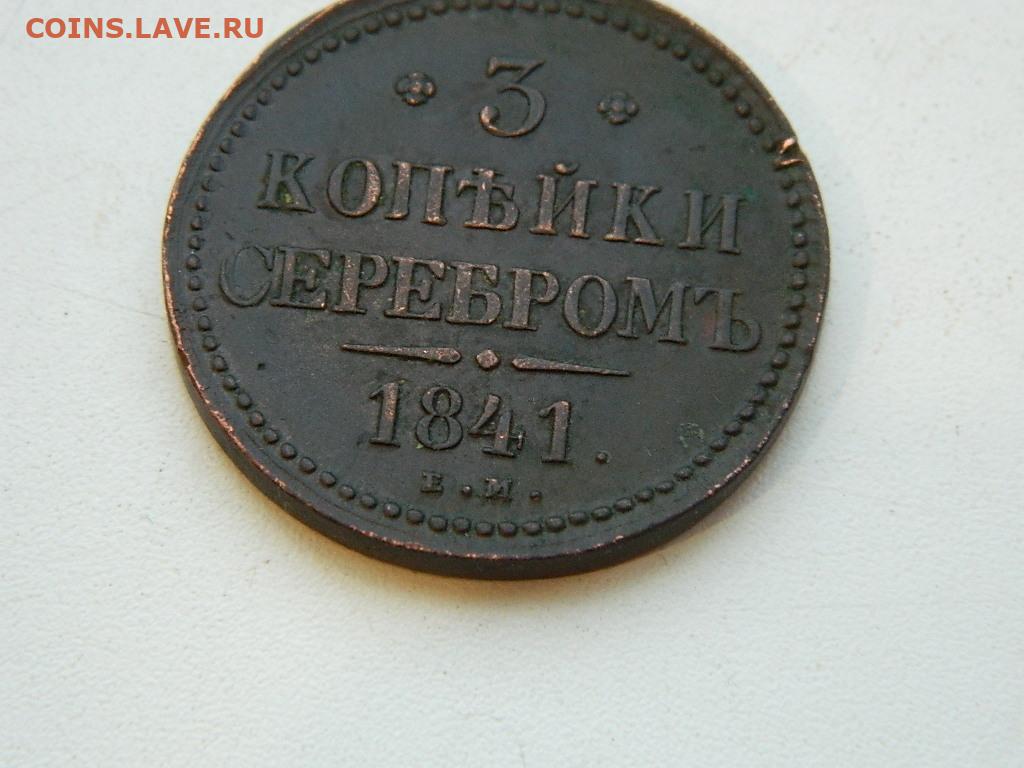 COINS.LAVE.RU
3
КОПѢЙКИ
СЕРЕБРОМЪ
1841.
Е.М.